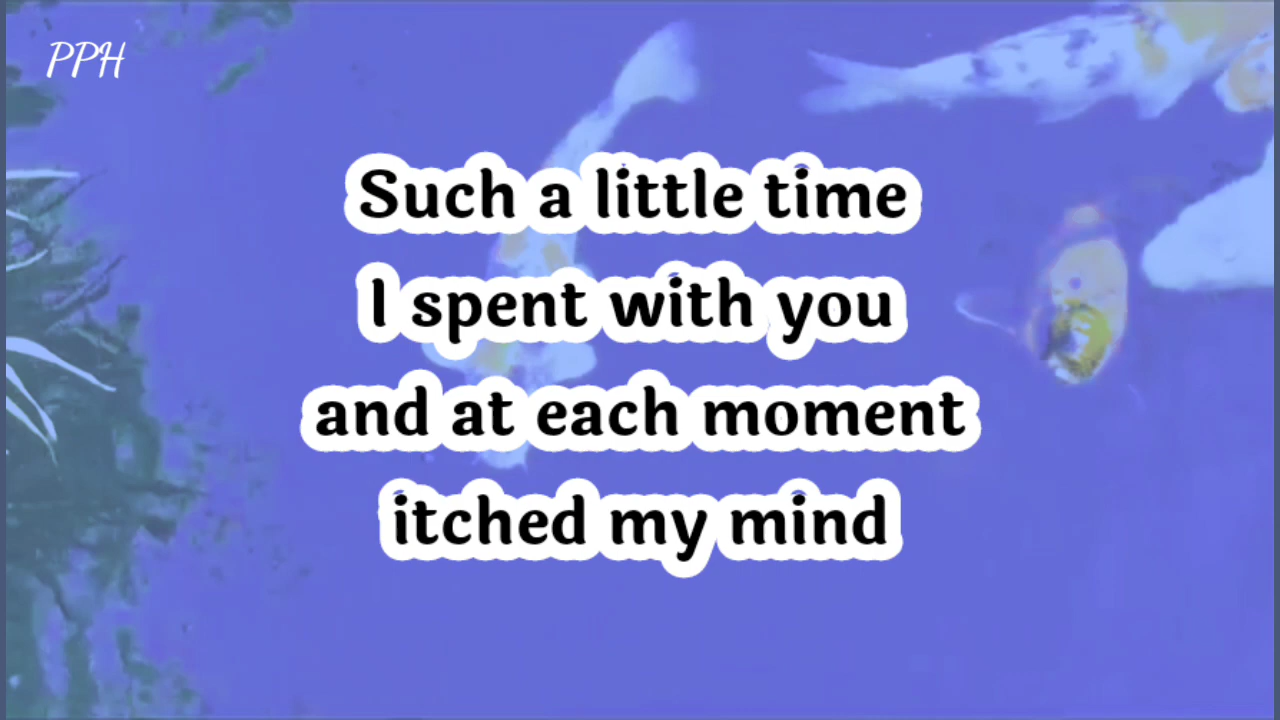 PPH
Such a little time
I spent with you
and at each moment
itched my mind